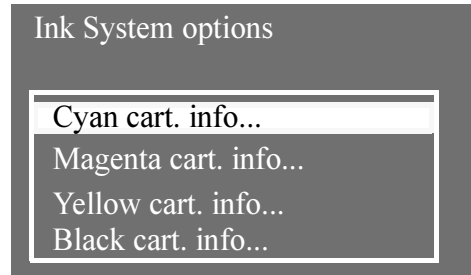 Ink System options
Cyan cart. info...
Magenta cart. info...
Yellow cart. info...
Black cart. info...